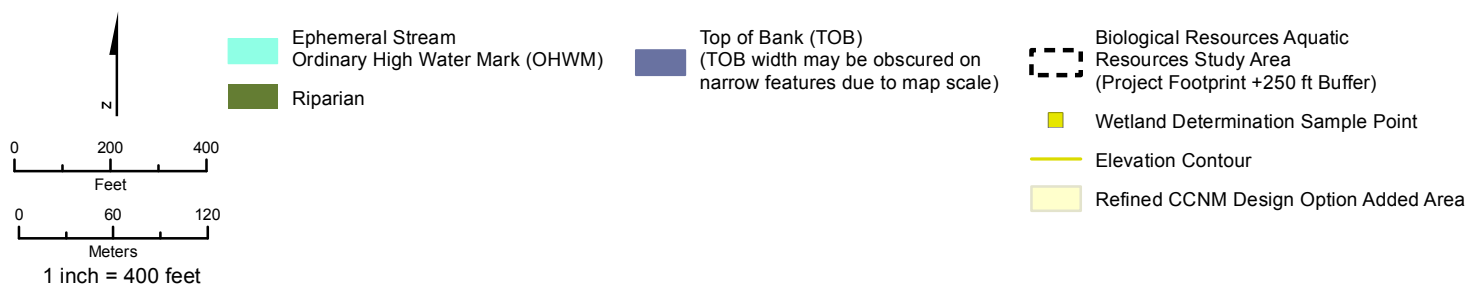 N
0 200 400
Feet
0 60 120
Meters
1 inch = 400 feet
Ephemeral Stream
Ordinary High Water Mark (OHWM)
Riparian
Top of Bank (TOB)
(TOB width may be obscured on
narrow features due to map scale)
Biological Resources Aquatic
Resources Study Area
(Project Footprint +250 ft Buffer)
Wetland Determination Sample Point
Elevation Contour
Refined CCNM Design Option Added Area